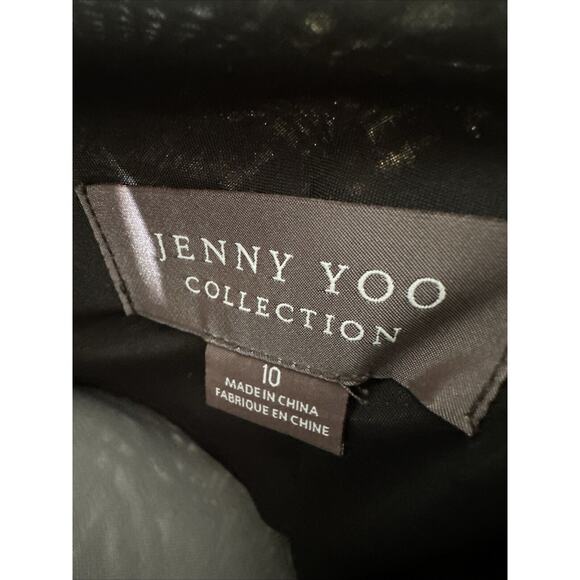 JENNY YOO
COLLECTION
10
MADE IN CHINA
FABRIQUE EN CHINE